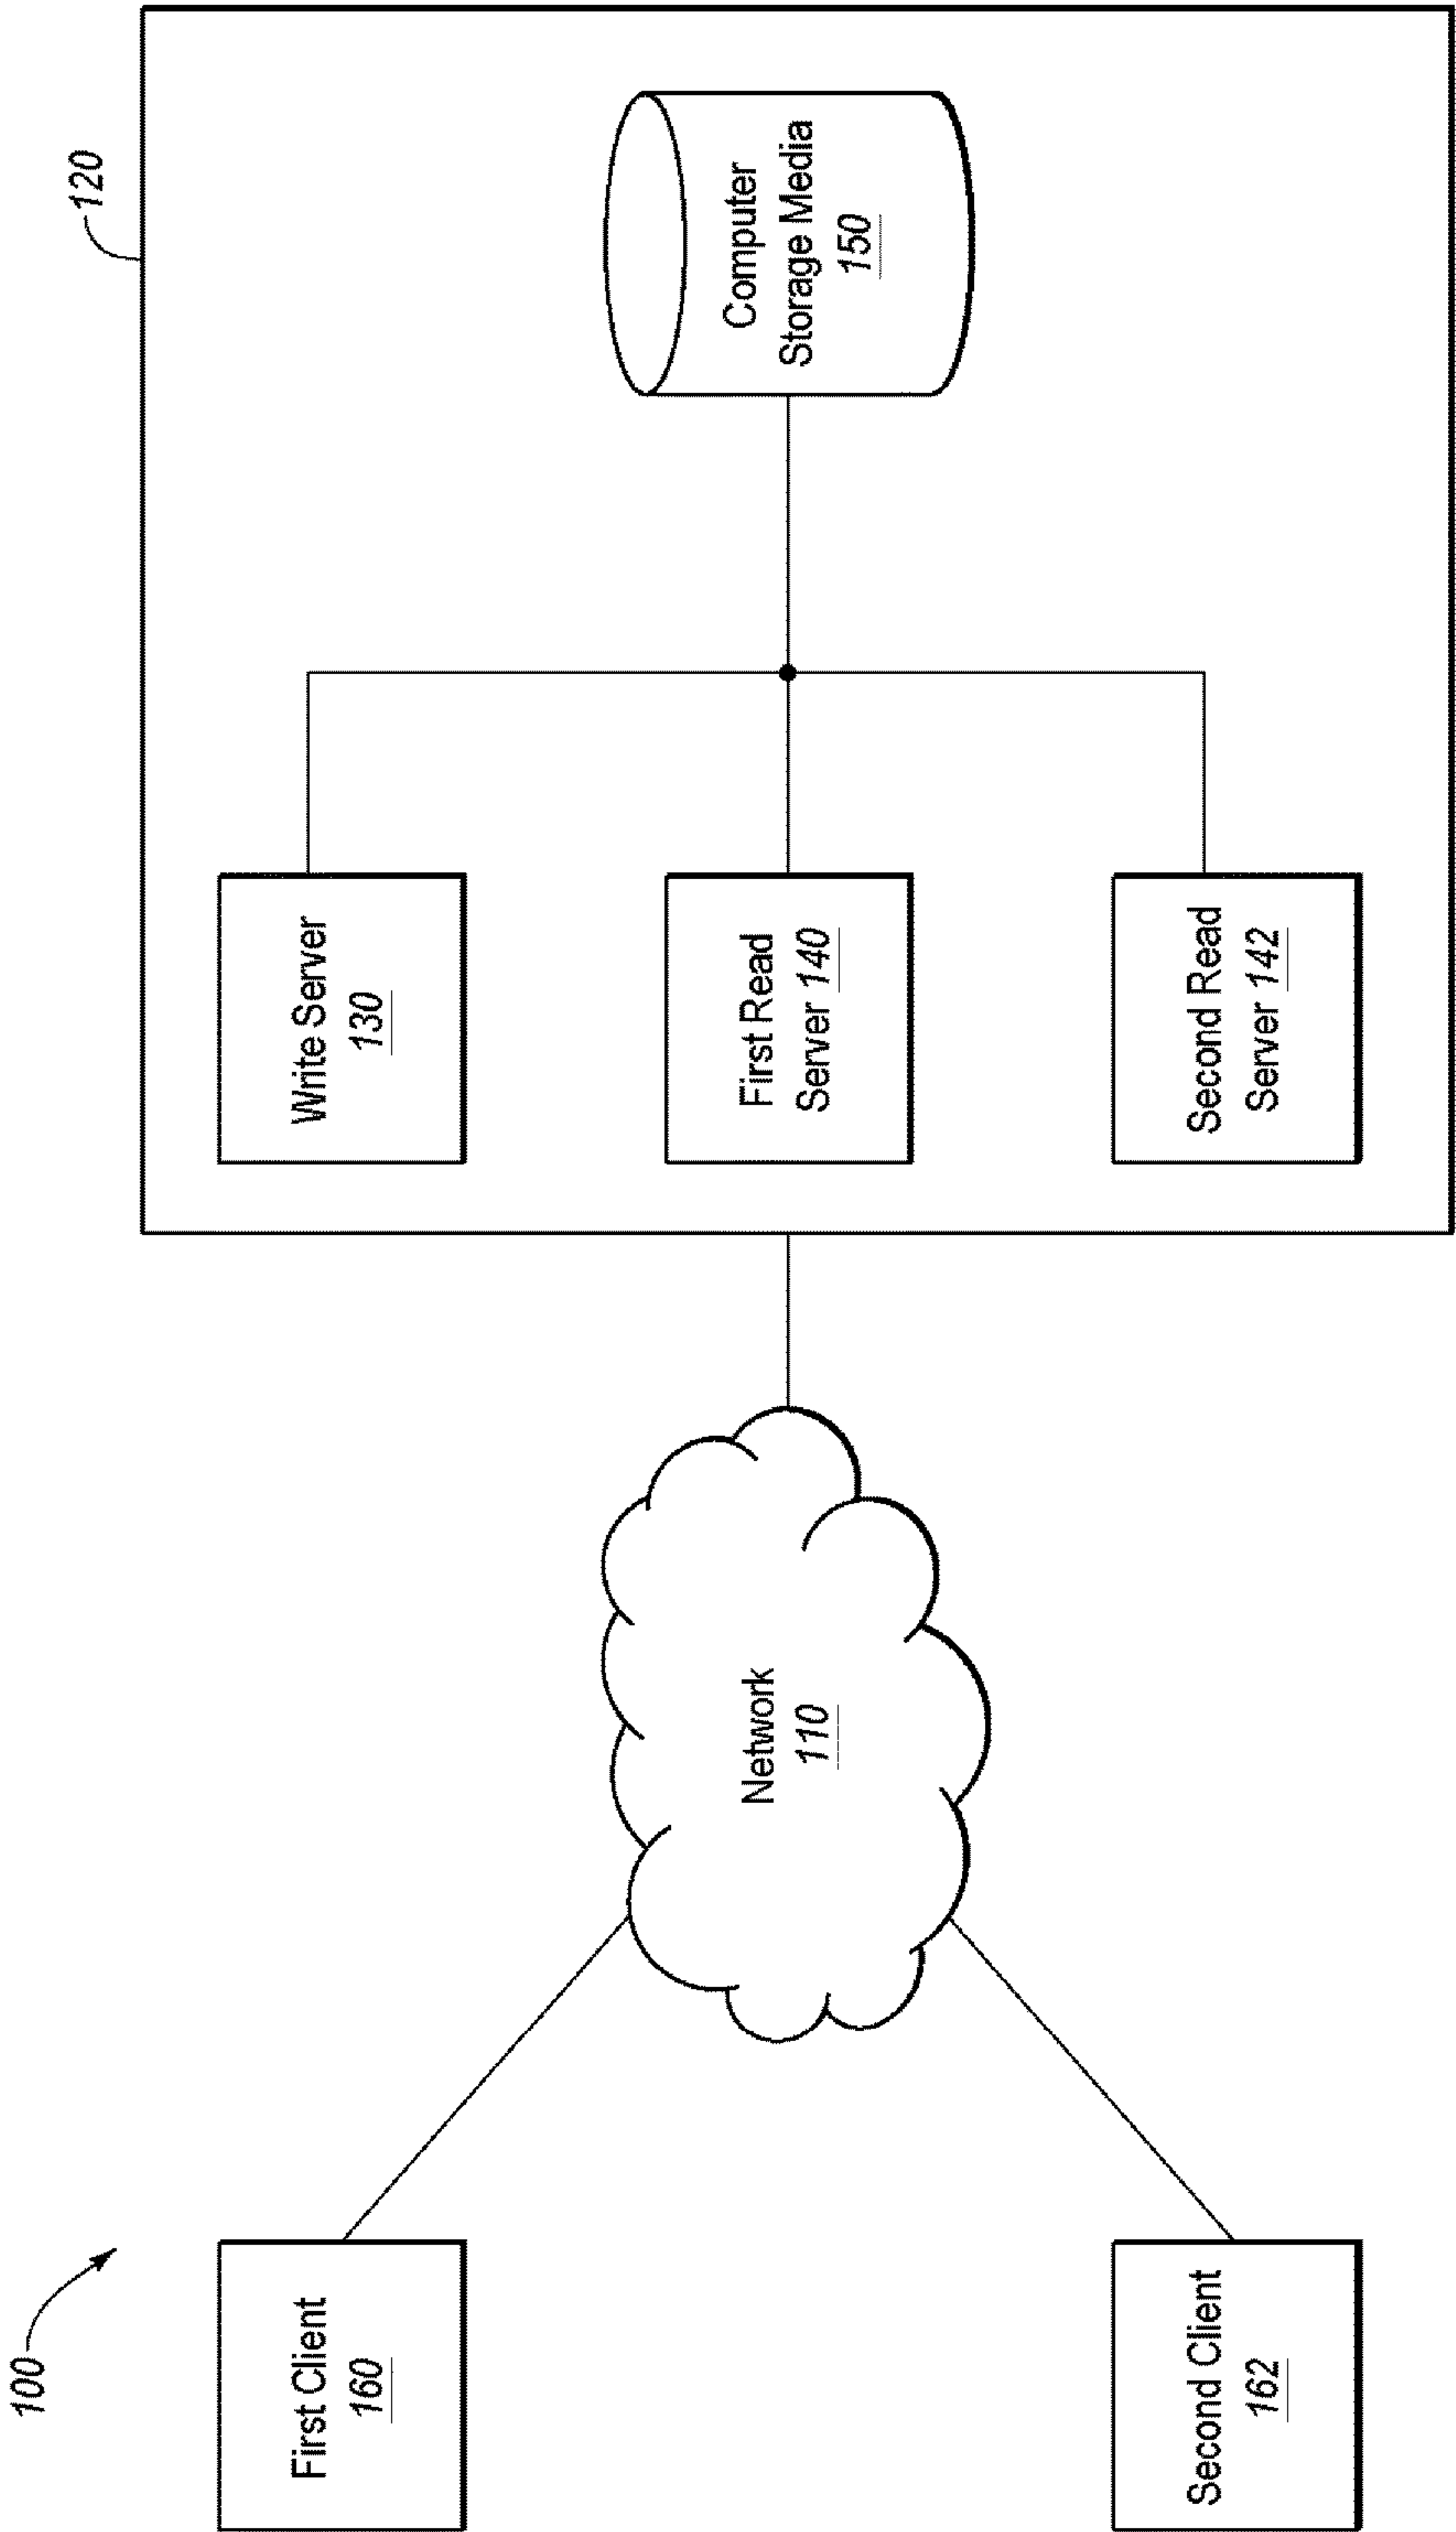 100
120
First Client
160
Second Client
162
Network
110
Write Server
130
First Read
Server 140
Second Read
Server 142
Computer
Storage Media
150